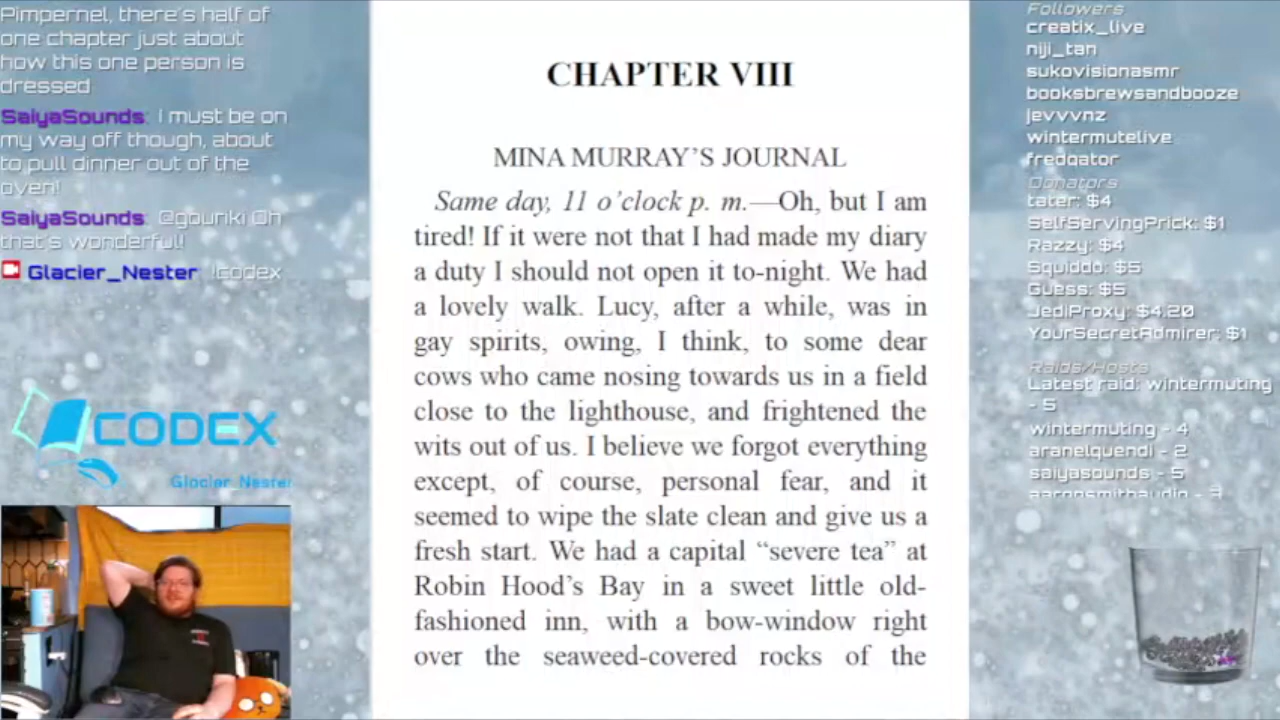 Pimpernel, there's half of
one chapter just about
how this one person is
dressed
SaiyaSounds: I must be on
my way off though, about
to pull dinner out of the
oven!
SaiyaSounds: @gouriki Oh
that's wonderful!
Glacier_Nester: !codex
CODEX
Glacier_Nester
CHAPTER VIII
MINA MURRAY'S JOURNAL
Same day, 11 o'clock p. m.—Oh, but I am
tired! If it were not that I had made my diary
a duty I should not open it to-night. We had
a lovely walk. Lucy, after a while, was in
gay spirits, owing, I think, to some dear
cows who came nosing towards us in a field
close to the lighthouse, and frightened the
wits out of us. I believe we forgot everything
except, of course, personal fear, and it
seemed to wipe the slate clean and give us a
fresh start. We had a capital “severe tea” at
Robin Hood's Bay in a sweet little old-
fashioned inn, with a bow-window right
over the seaweed-covered rocks of the
Followers
creatix_live
niji_tan
sukovisionasmr
booksbrewsandbooze
jevvvnz
wintermutelive
fredgator
Donators
tater: $4
SelfServingPrick: $1
Razzy: $4
Squiddo: $5
Guess: $5
JediProxy: $4.20
YourSecretAdmirer: $1
Raids/Hosts
Latest raid: wintermuting
- 5
wintermuting - 4
aranelquendi - 2
saiyasounds - 5
aaronsmithaudio - 3